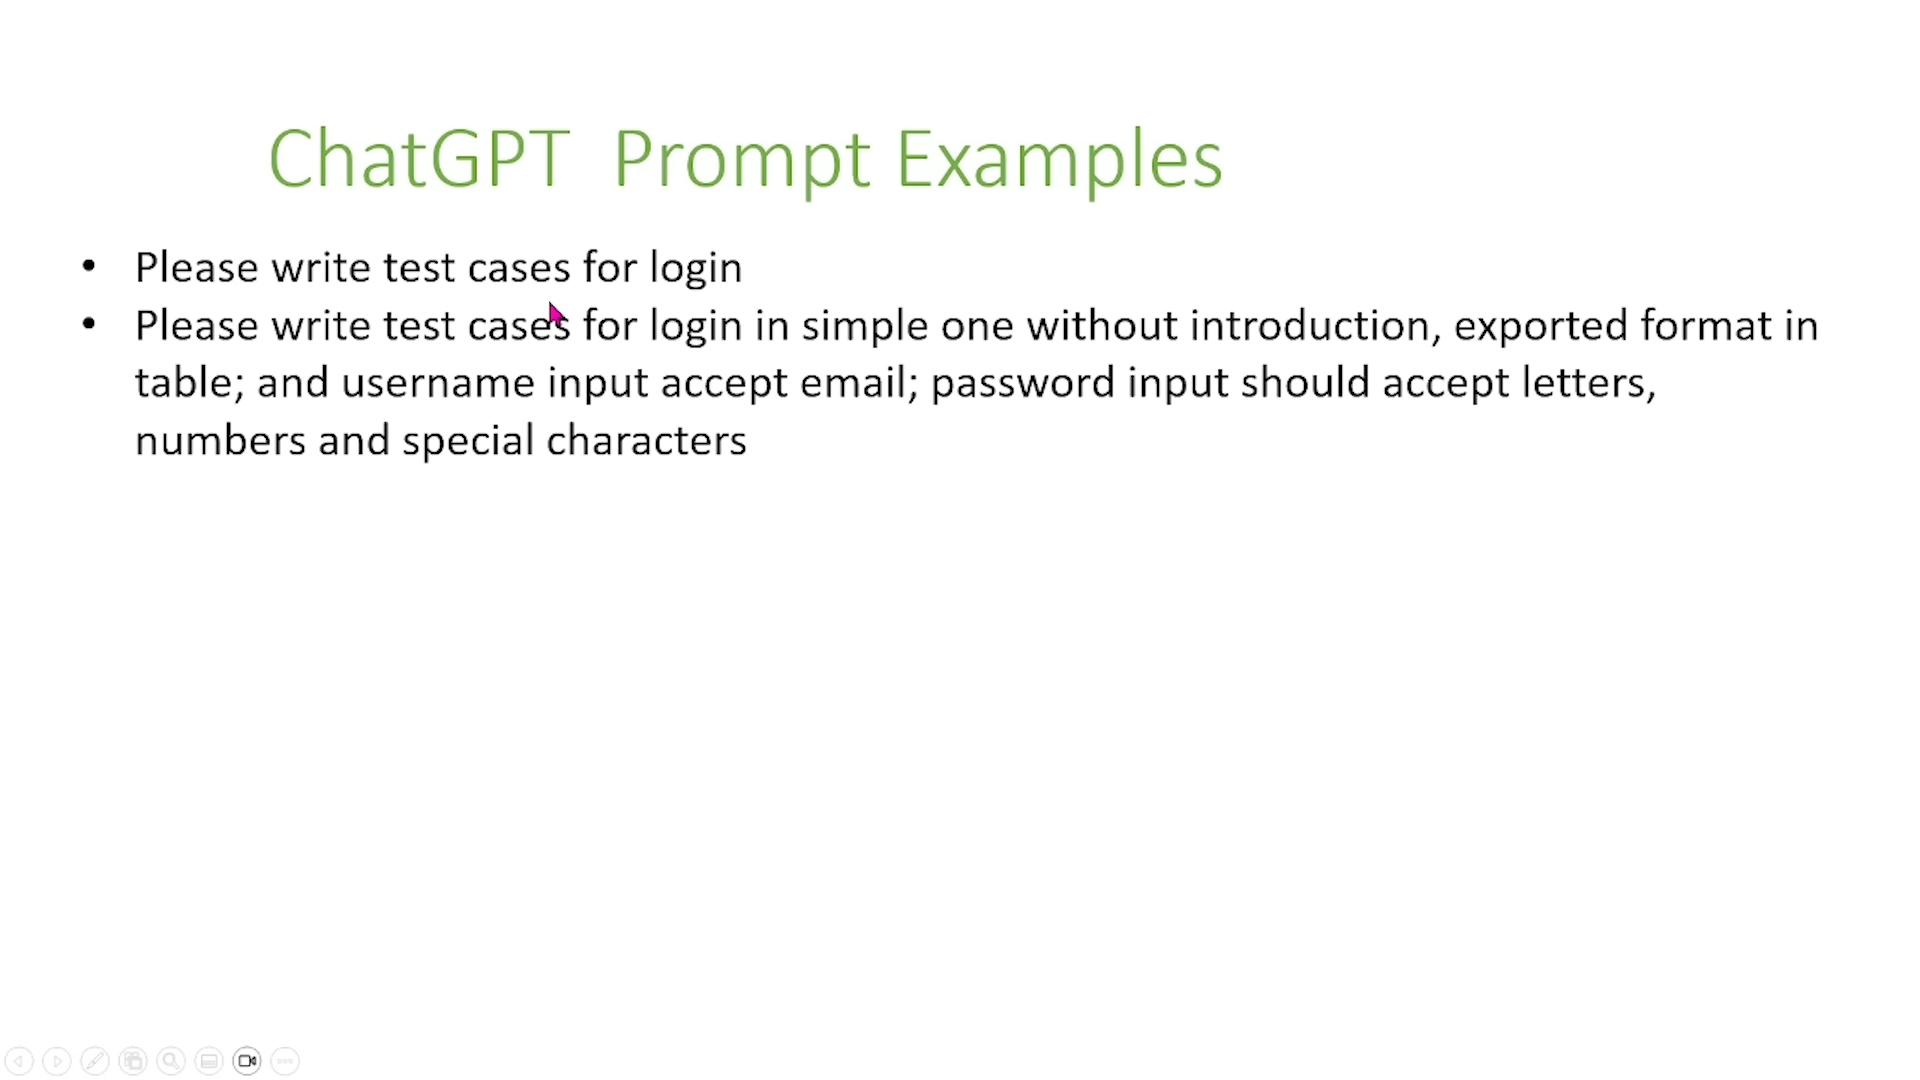 ChatGPT  Prompt Examples
• Please write test cases for login
• Please write test cases for login in simple one without introduction, exported format in
table; and username input accept email; password input should accept letters,
numbers and special characters